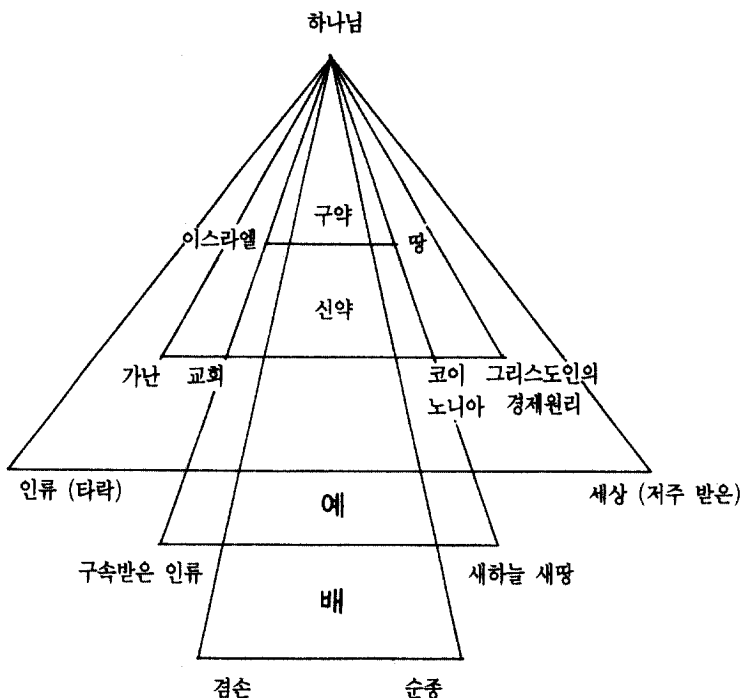 하나님
구약
이스라엘 땅
신약
가난 교회 코이 그리스도인의
노니아 경제원리
인류 (타락) 세상 (저주 받은)
예
구속받은 인류 새하늘 새땅
배
겸손 순종